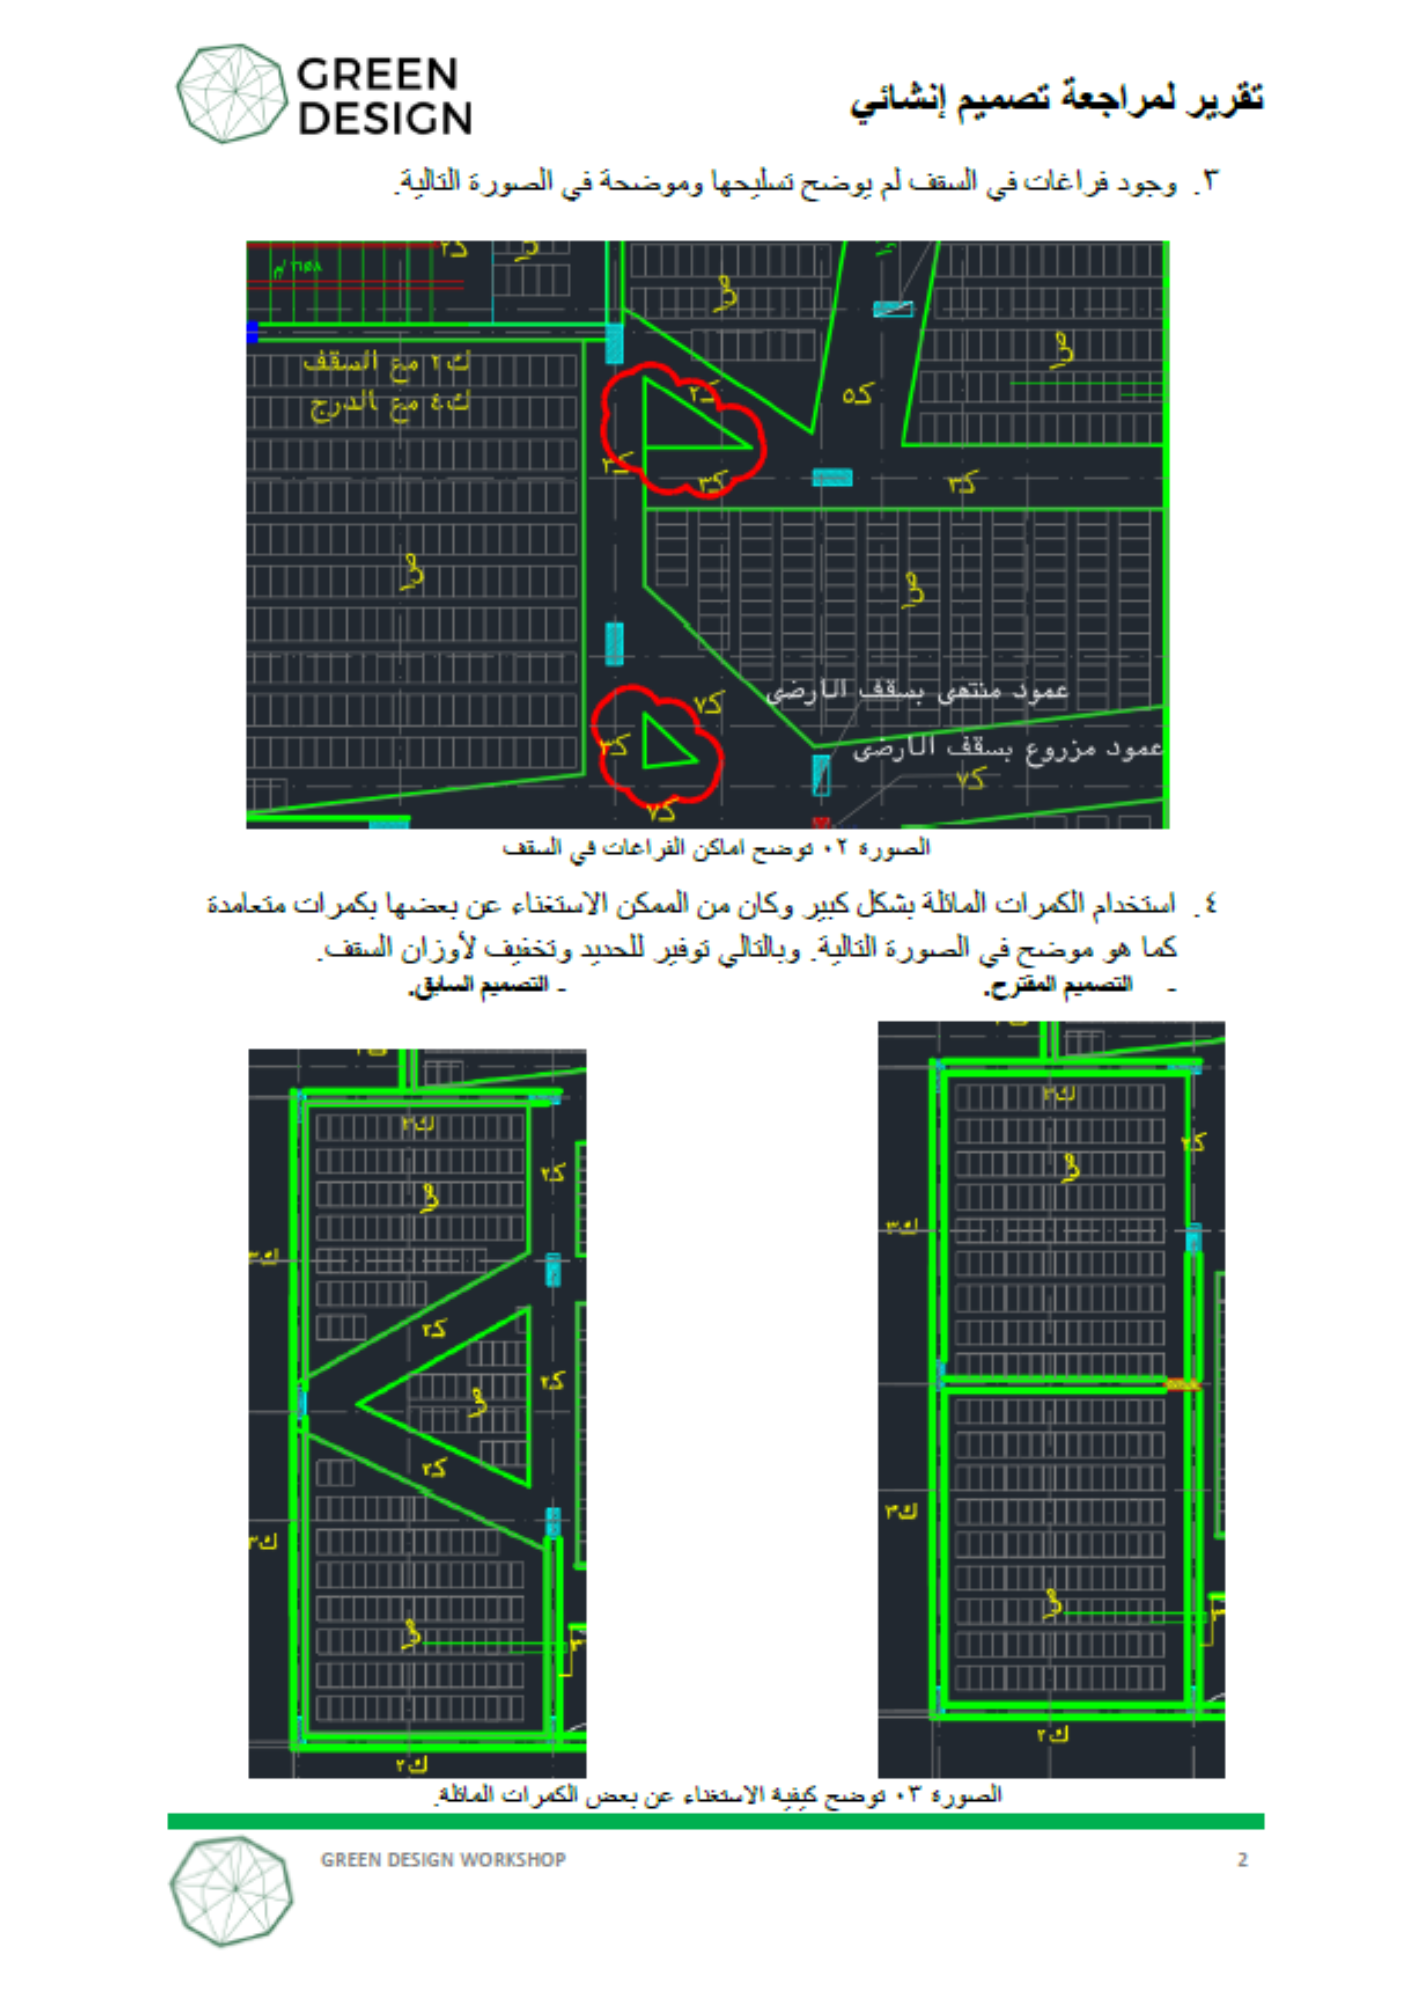 GREEN
DESIGN
تقرير لمراجعة تصميم إنشائي
٣. وجود فراغات في السقف لم يوضح تسليحها وموضحة في الصورة التالية.
ك٢
ك٢ مع السقف
ك٤ مع الدرج
ض
ض
ك٢
ك٥
ك٣
ك٣
ك٣
ض
ض
ك٧
عمود منتهي بسقف الارضي
ك٣
عمود مزروع بسقف الارضي
ك٧
ك٧
الصورة ٠٢ توضح اماكن الفراغات في السقف
٤. استخدام الكمرات المائلة بشكل كبير وكان من الممكن الاستغناء عن بعضها بكمرات متعامدة
كما هو موضح في الصورة التالية. وبالتالي توفير للحديد وتخفيف لأوزان السقف.
- التصميم المقترح.
- التصميم السابق.
ك٣
ك٢
ض
ك٣
ك٣
ض
ك٢
ك٣
ك٢
ض
ك٣
ك٢
ك٢
ض
ك٢
ك٣
ض
ك٢
الصورة ٠٣ توضح كيفية الاستغناء عن بعض الكمرات المائلة.
GREEN DESIGN WORKSHOP
2